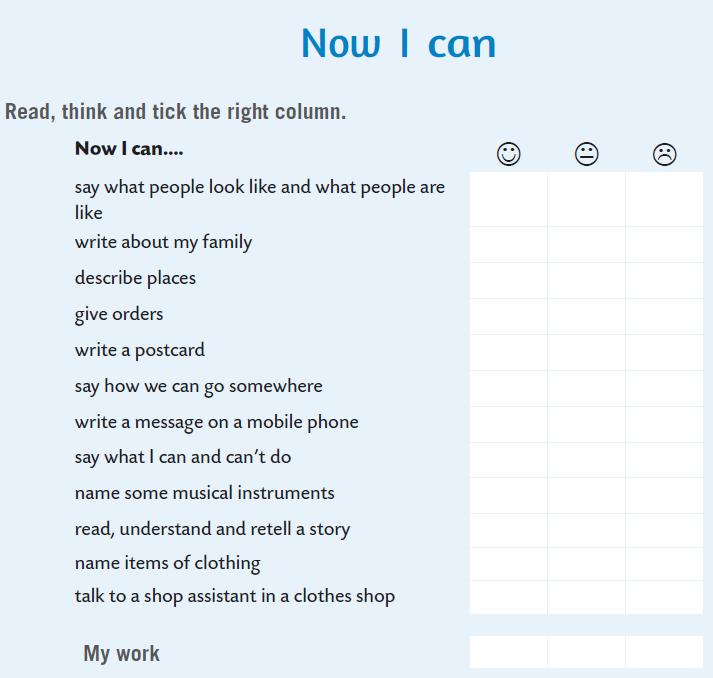 Now I can
Read, think and tick the right column.
Now I can....
say what people look like and what people are
like
write about my family
describe places
give orders
write a postcard
say how we can go somewhere
write a message on a mobile phone
say what I can and can't do
name some musical instruments
read, understand and retell a story
name items of clothing
talk to a shop assistant in a clothes shop
My work